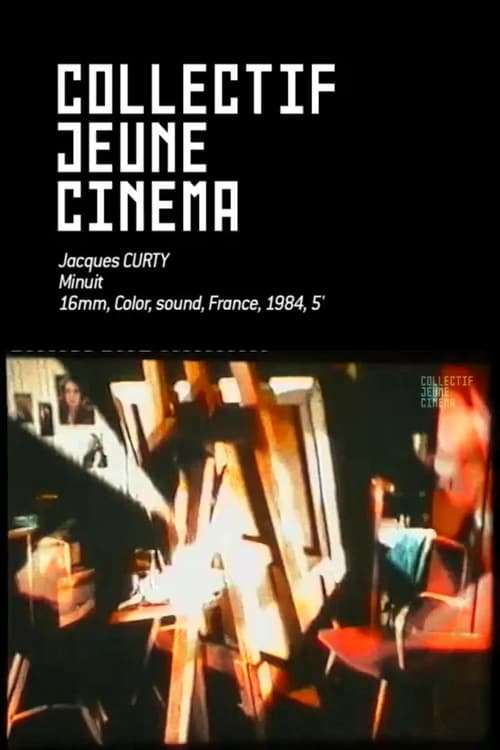 COLLECTIF
JEUNE
CINEMA
Jacques CURTY
Minuit
16mm, Color, sound, France, 1984, 5'
COLLECTIF
JEUNE
CINEMA